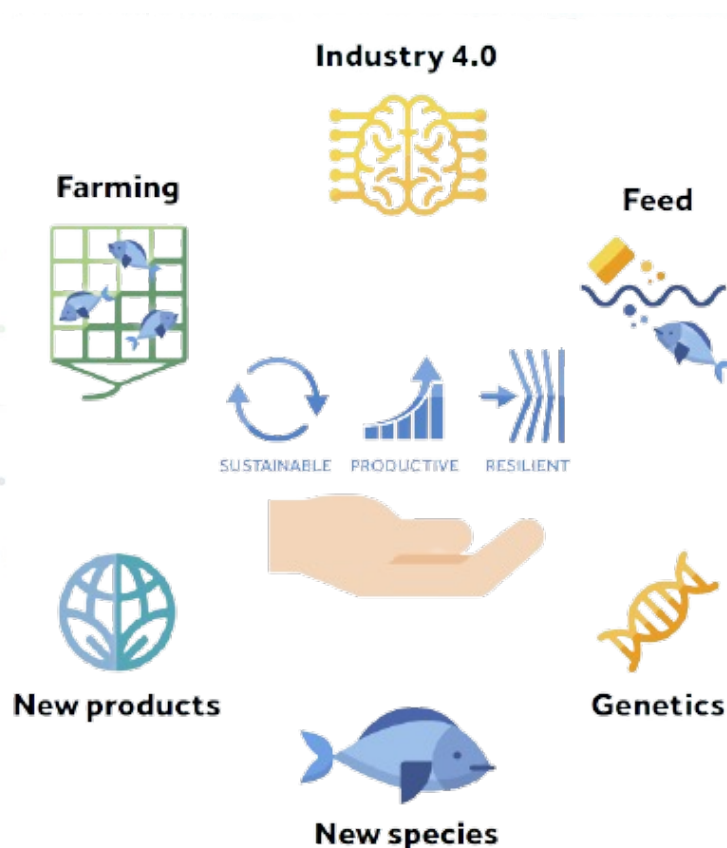 Industry 4.0
Farming
Feed
SUSTAINABLE PRODUCTIVE RESILIENT
New products
Genetics
New species